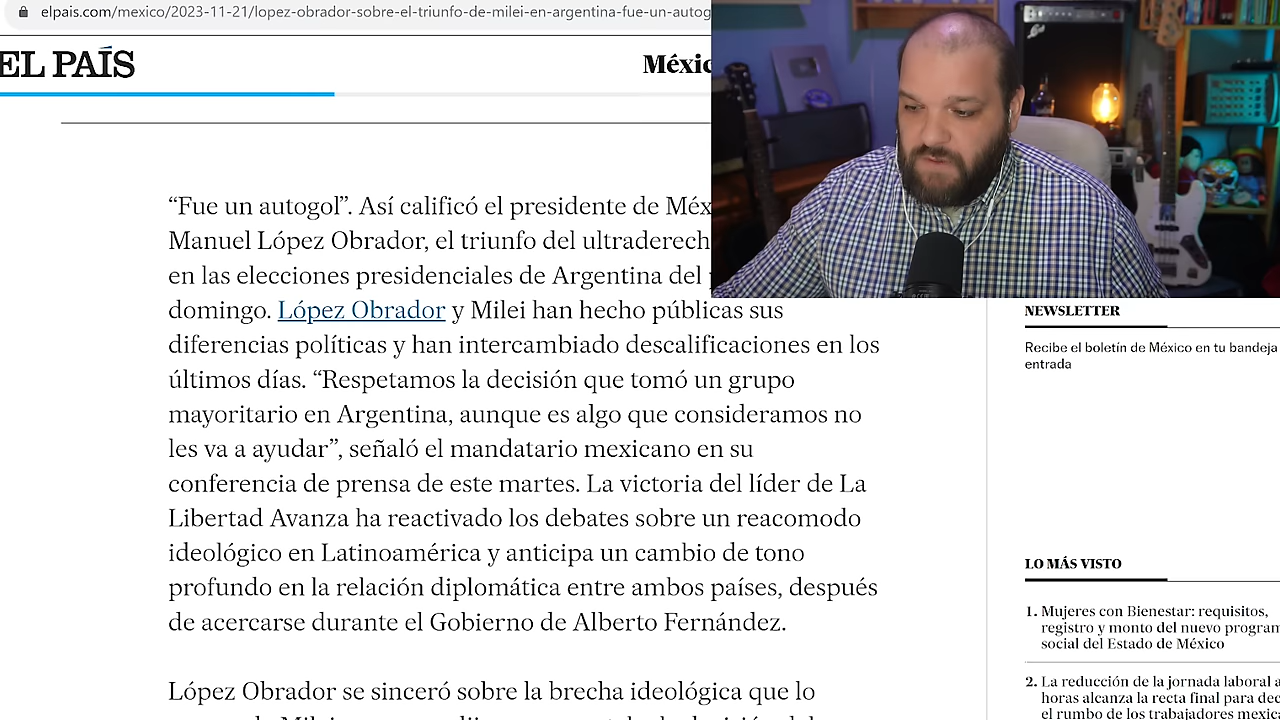 elpais.com/mexico/2023-11-21/lopez-obrador-sobre-el-triunfo-de-milei-en-argentina-fue-un-autog
EL PAÍS
Méxic
“Fue un autogol”. Así calificó el presidente de Méx
Manuel López Obrador, el triunfo del ultraderech
en las elecciones presidenciales de Argentina del
domingo. López Obrador y Milei han hecho públicas sus
diferencias políticas y han intercambiado descalificaciones en los
últimos días. “Respetamos la decisión que tomó un grupo
mayoritario en Argentina, aunque es algo que consideramos no
les va a ayudar”, señaló el mandatario mexicano en su
conferencia de prensa de este martes. La victoria del líder de La
Libertad Avanza ha reactivado los debates sobre un reacomodo
ideológico en Latinoamérica y anticipa un cambio de tono
profundo en la relación diplomática entre ambos países, después
de acercarse durante el Gobierno de Alberto Fernández.
López Obrador se sinceró sobre la brecha ideológica que lo
NEWSLETTER
Recibe el boletín de México en tu bandeja
entrada
LO MÁS VISTO
1. Mujeres con Bienestar: requisitos,
registro y monto del nuevo program
social del Estado de México
2. La reducción de la jornada laboral a
horas alcanza la recta final para dec
el rumbo de los trabajadores mexic